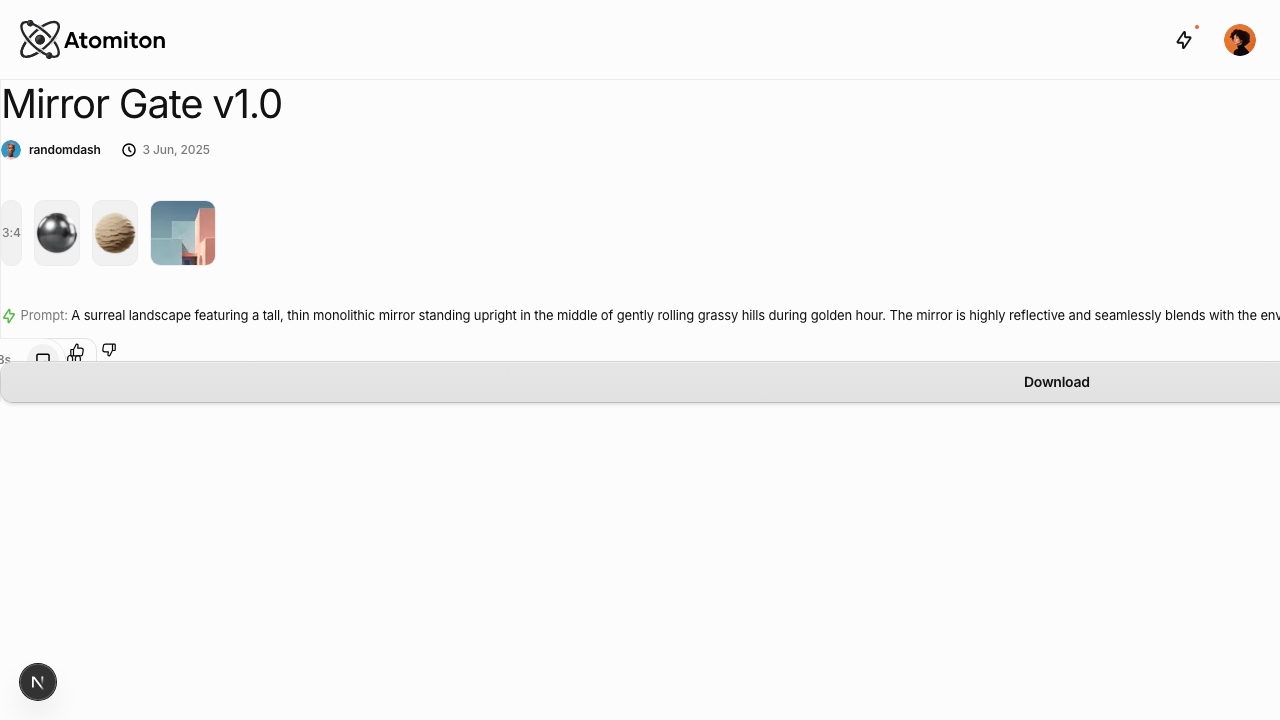 Atomiton
Mirror Gate v1.0
randomdash 3 Jun, 2025
3:4
Prompt: A surreal landscape featuring a tall, thin monolithic mirror standing upright in the middle of gently rolling grassy hills during golden hour. The mirror is highly reflective and seamlessly blends with the
Download
N